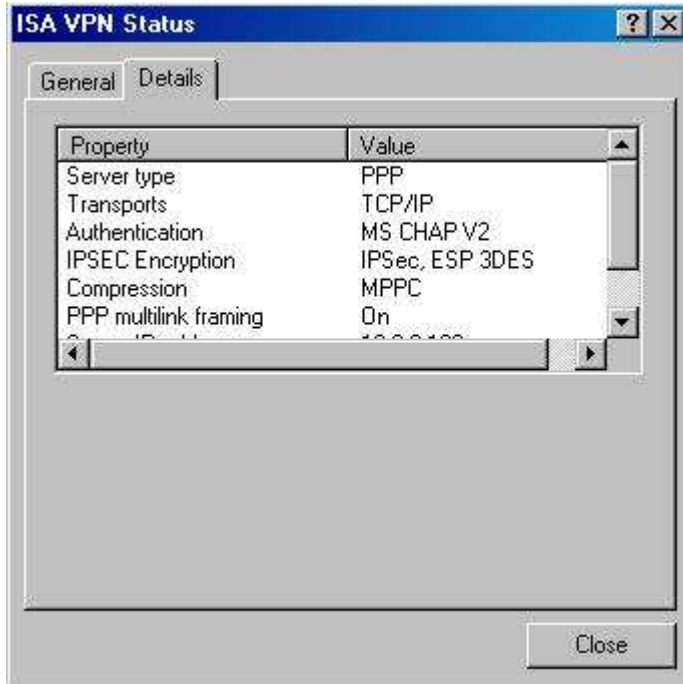 ISA VPN Status
General Details
Property Value
Server type PPP
Transports TCP/IP
Authentication MS CHAP V2
IPSEC Encryption IPSec, ESP 3DES
Compression MPPC
PPP multilink framing On
Close